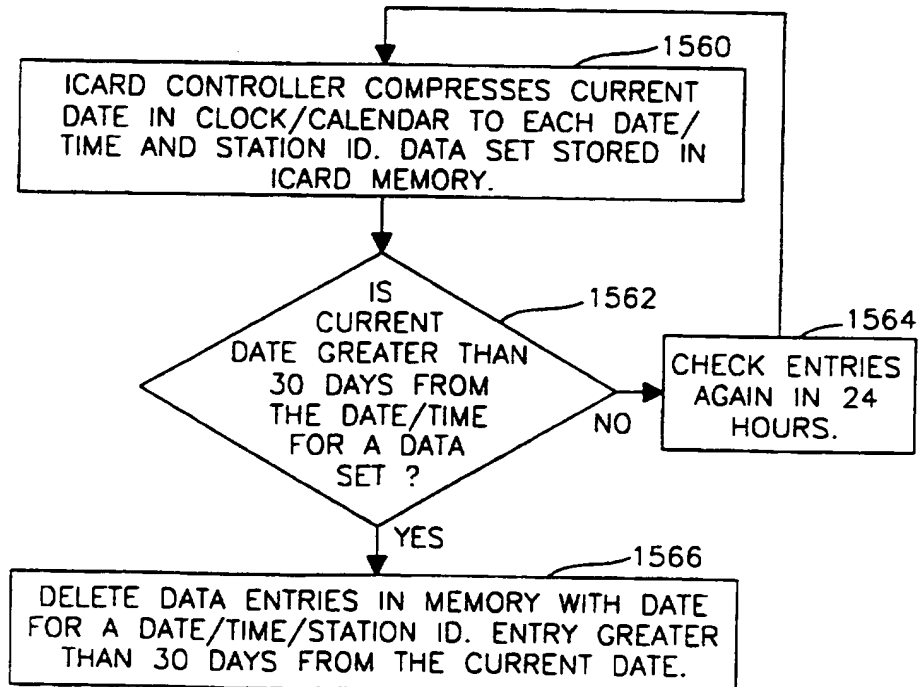 1560
ICARD CONTROLLER COMPRESSES CURRENT
DATE IN CLOCK/CALENDAR TO EACH DATE/
TIME AND STATION ID. DATA SET STORED IN
ICARD MEMORY.
1562
IS
CURRENT
DATE GREATER THAN
30 DAYS FROM
THE DATE/TIME
FOR A DATA
SET ?
NO
1564
CHECK ENTRIES
AGAIN IN 24
HOURS.
YES
1566
DELETE DATA ENTRIES IN MEMORY WITH DATE
FOR A DATE/TIME/STATION ID. ENTRY GREATER
THAN 30 DAYS FROM THE CURRENT DATE.